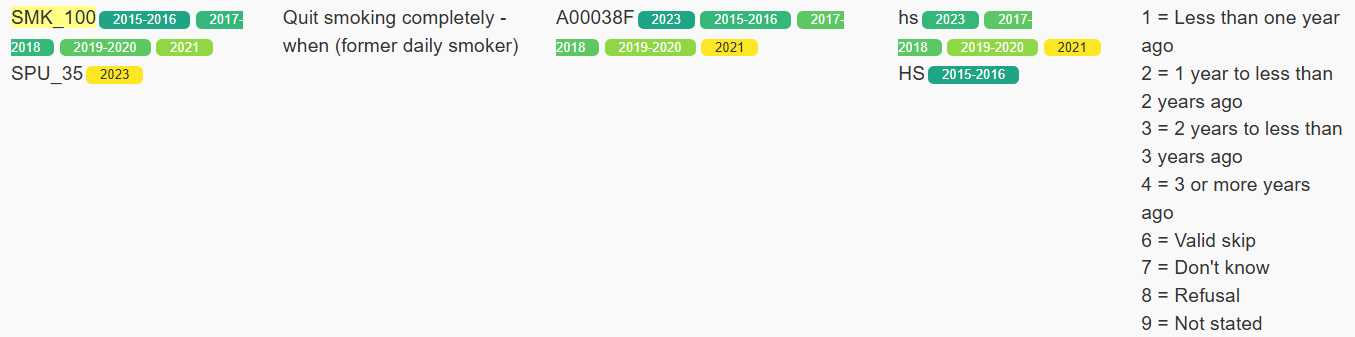 SMK_100 2015-2016 2017-
2018 2019-2020 2021
SPU_35 2023
Quit smoking completely -
when (former daily smoker)
A00038F 2023 2015-2016 2017-
2018 2019-2020 2021
hs 2023 2017-
2018 2019-2020 2021
HS 2015-2016
1 = Less than one year
ago
2 = 1 year to less than
2 years ago
3 = 2 years to less than
3 years ago
4 = 3 or more years
ago
6 = Valid skip
7 = Don't know
8 = Refusal
9 = Not stated